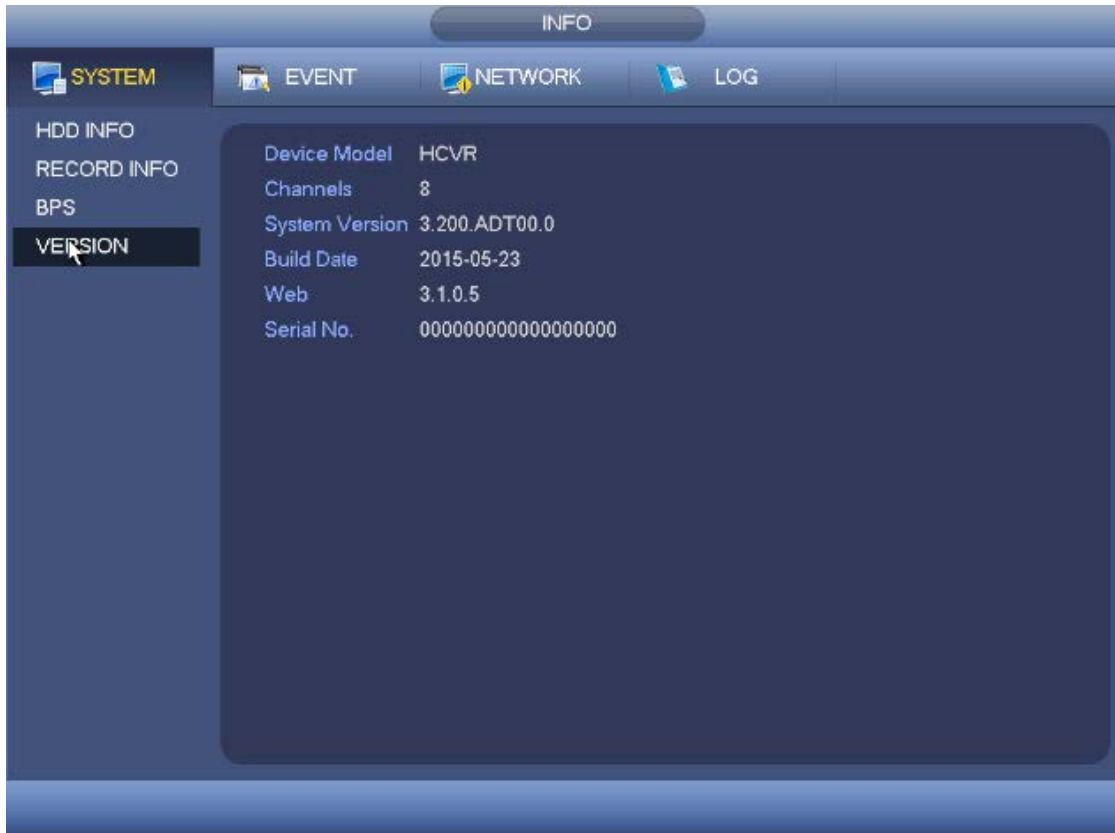 INFO
SYSTEM EVENT NETWORK LOG
HDD INFO
RECORD INFO
BPS
VERSION
Device Model HCVR
Channels 8
System Version 3.200.ADT00.0
Build Date 2015-05-23
Web 3.1.0.5
Serial No. 000000000000000000